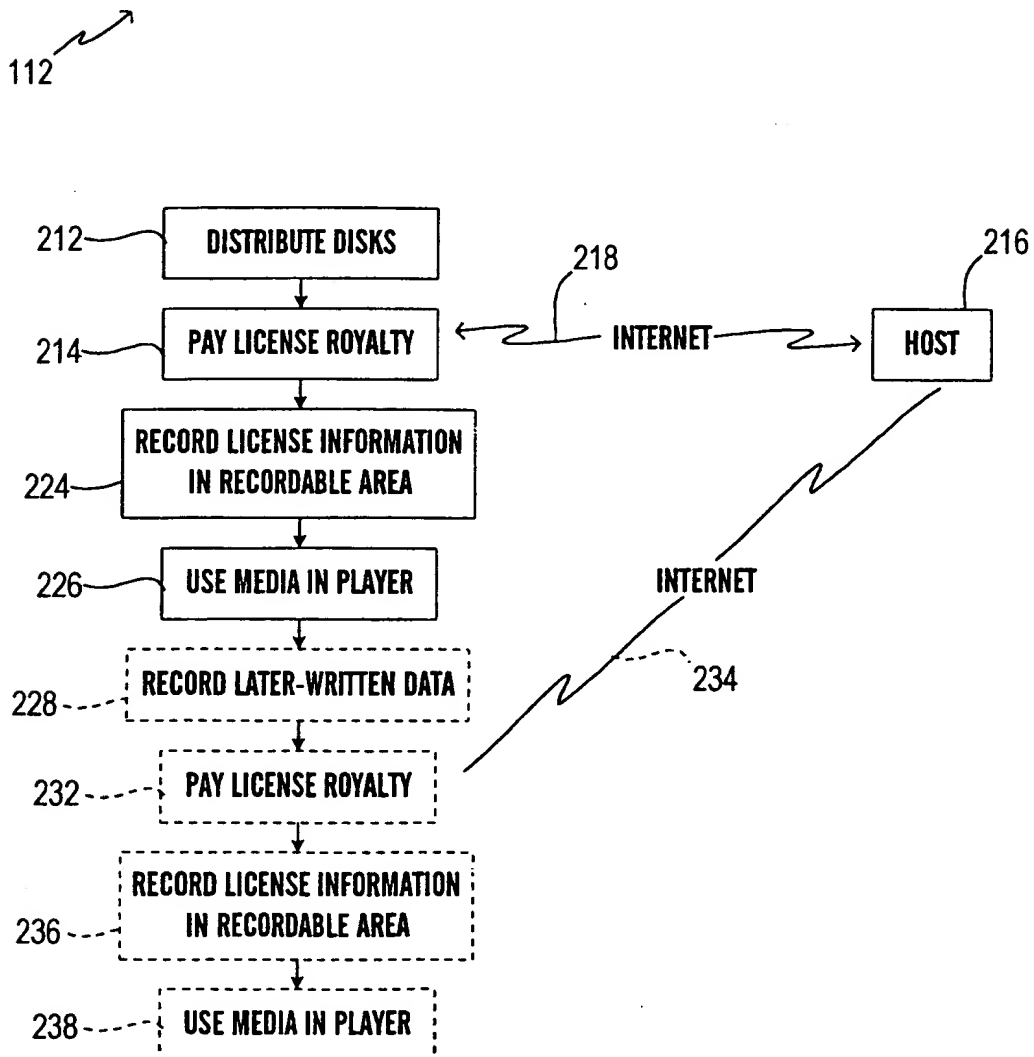 112
212
DISTRIBUTE DISKS
218
216
214
PAY LICENSE ROYALTY
INTERNET
HOST
224
RECORD LICENSE INFORMATION
IN RECORDABLE AREA
226
USE MEDIA IN PLAYER
INTERNET
228
RECORD LATER-WRITTEN DATA
234
232
PAY LICENSE ROYALTY
236
RECORD LICENSE INFORMATION
IN RECORDABLE AREA
238
USE MEDIA IN PLAYER